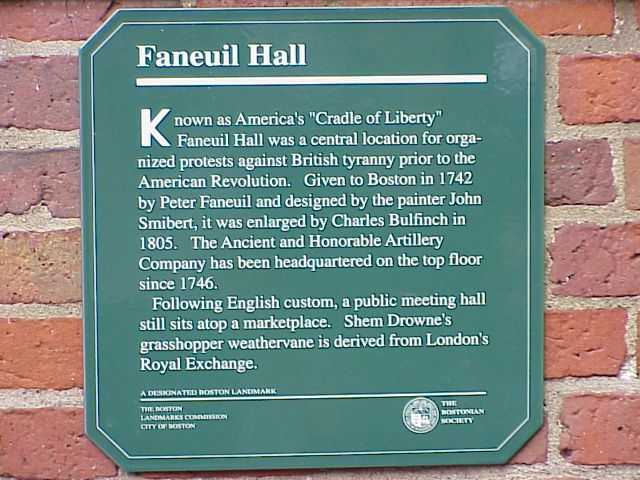 Faneuil Hall
Known as America's "Cradle of Liberty"
Faneuil Hall was a central location for orga-
nized protests against British tyranny prior to the
American Revolution. Given to Boston in 1742
by Peter Faneuil and designed by the painter John
Smibert, it was enlarged by Charles Bulfinch in
1805. The Ancient and Honorable Artillery
Company has been headquartered on the top floor
since 1746.
Following English custom, a public meeting hall
still sits atop a marketplace. Shem Drowne's
grasshopper weathervane is derived from London's
Royal Exchange.
A DESIGNATED BOSTON LANDMARK
THE BOSTON
LANDMARKS COMMISSION
CITY OF BOSTON
THE
BOSTONIAN
SOCIETY